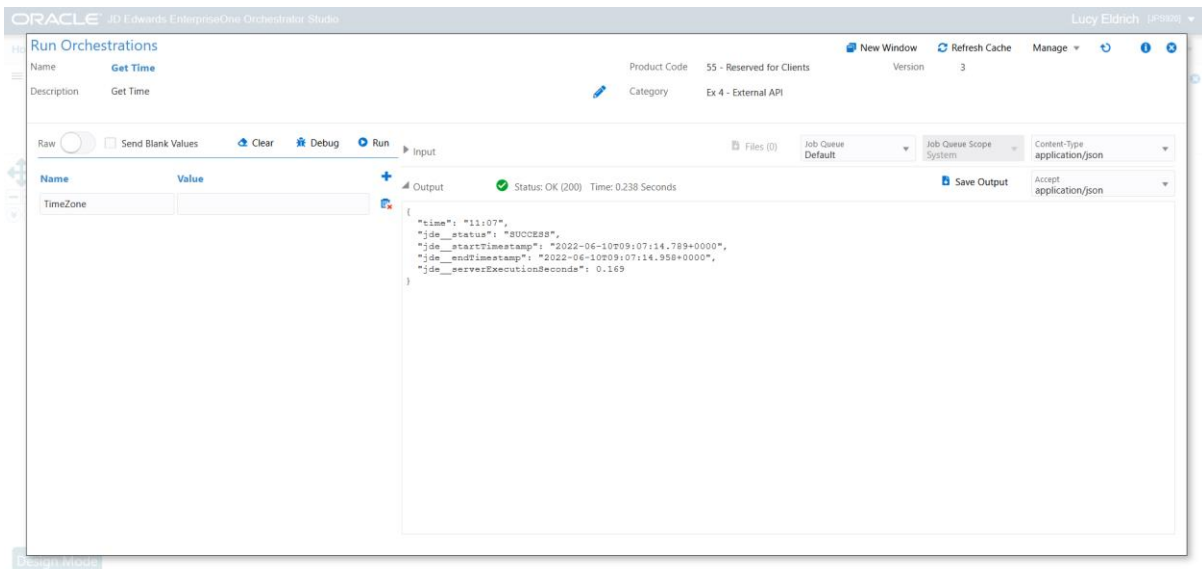 ORACLE JD Edwards EnterpriseOne Orchestrator Studio
Lucy Eldrich [JPS920]
Run Orchestrations
New Window
Refresh Cache
Manage
Name
Get Time
Product Code
55 - Reserved for Clients
Version
3
Description
Get Time
Category
Ex 4 - External API
Raw
Send Blank Values
Clear
Debug
Run
Input
Files (0)
Job Queue
Default
Job Queue Scope
System
Content-Type
application/json
Name
Value
Output
Status: OK (200) Time: 0.238 Seconds
Save Output
Accept
application/json
TimeZone
{
"time": "11:07",
"jde__status": "SUCCESS",
"jde__startTimestamp": "2022-06-10T09:07:14.789+0000",
"jde__endTimestamp": "2022-06-10T09:07:14.958+0000",
"jde__serverExecutionSeconds": 0.169
}
Design Mode